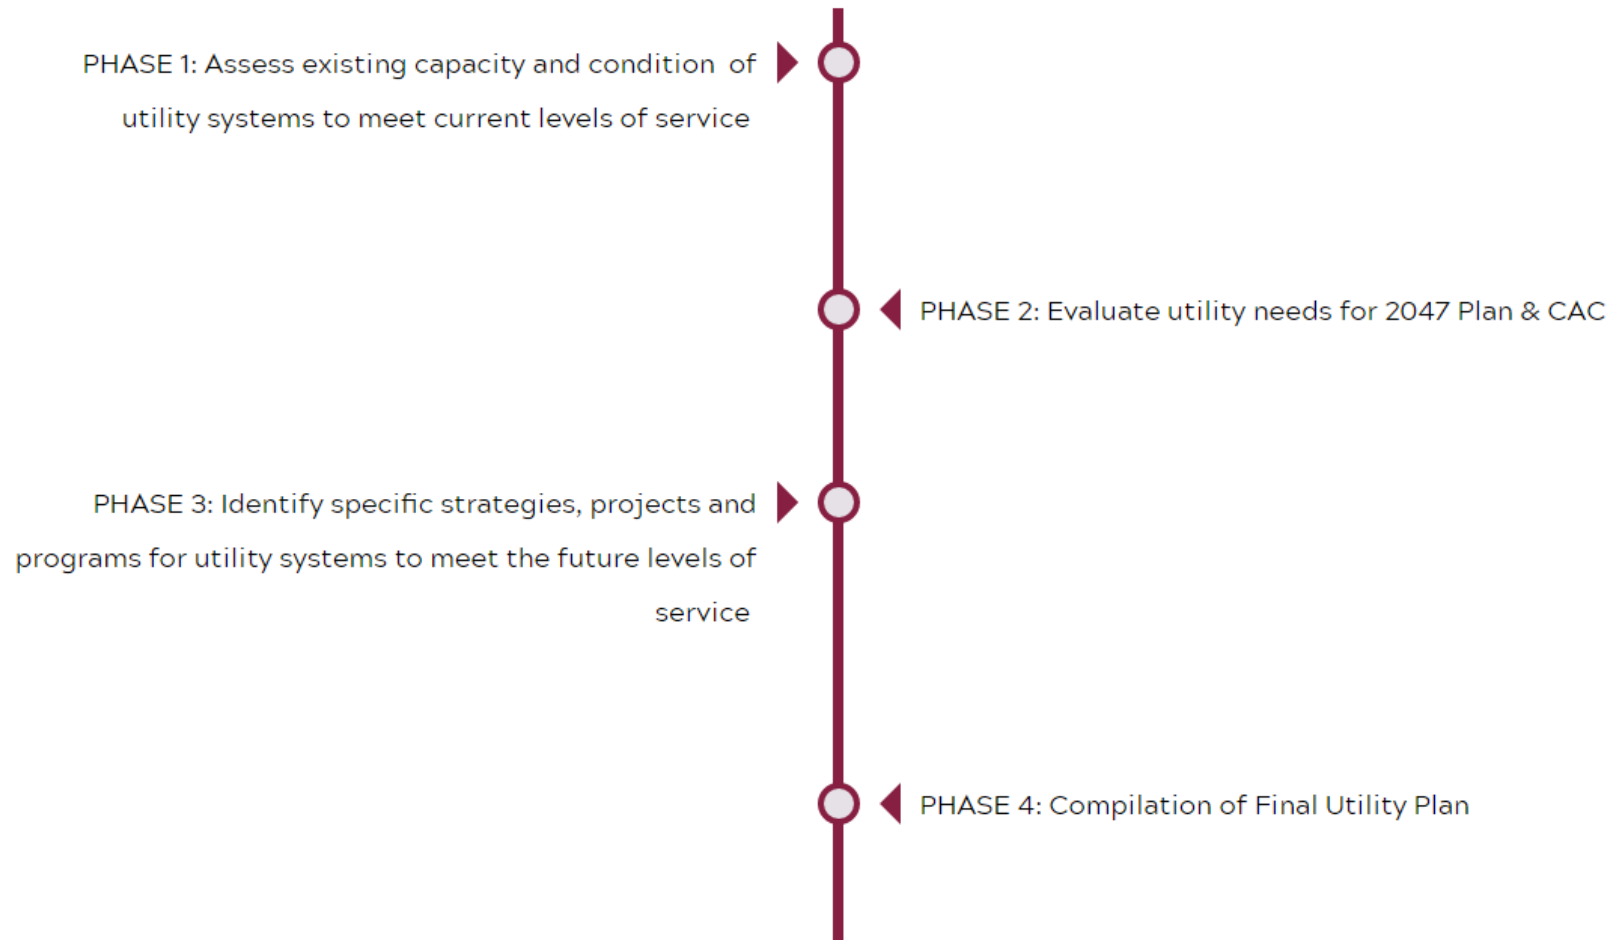 PHASE 1: Assess existing capacity and condition of
utility systems to meet current levels of service
PHASE 2: Evaluate utility needs for 2047 Plan & CAC
PHASE 3: Identify specific strategies, projects and
programs for utility systems to meet the future levels of
service
PHASE 4: Compilation of Final Utility Plan